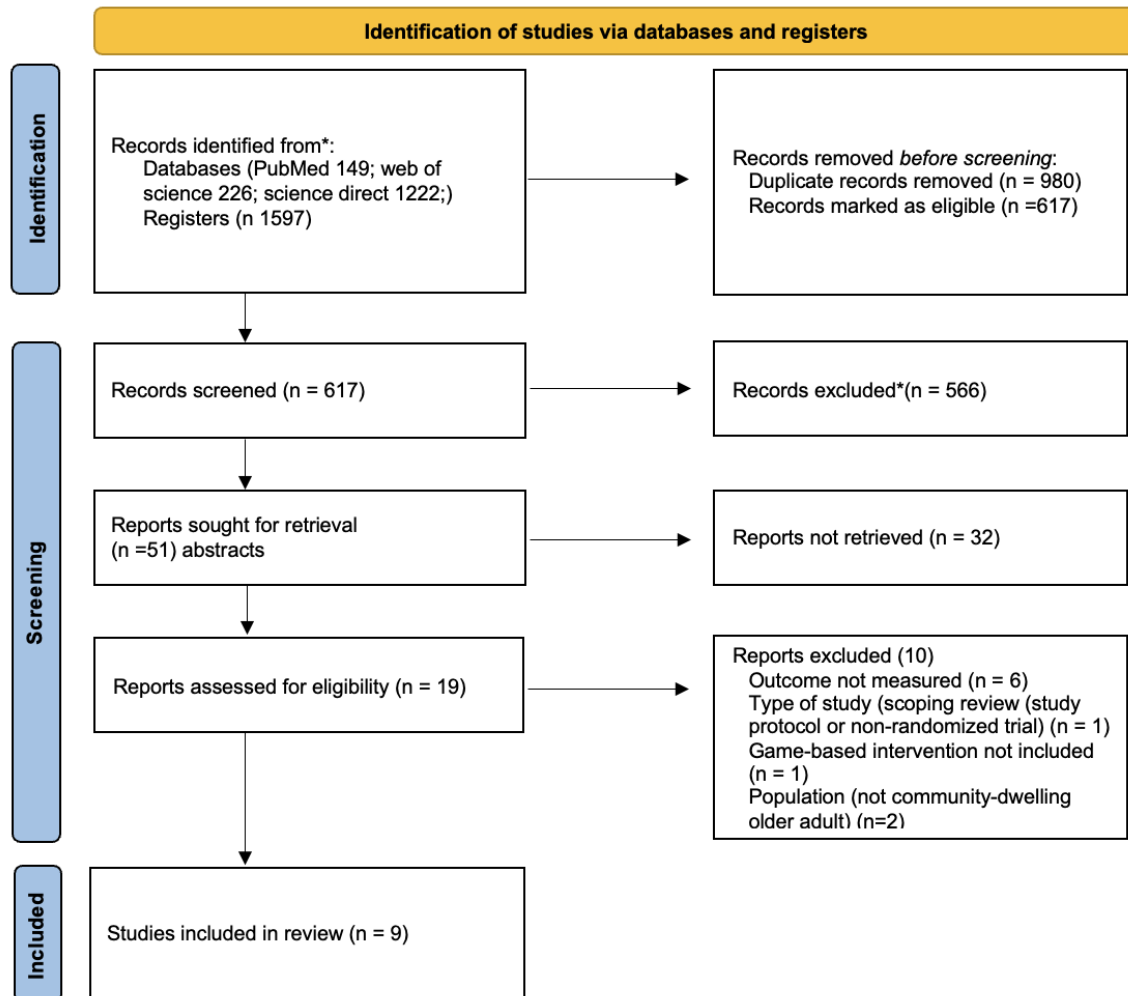 Identification of studies via databases and registers
Identification
Records identified from*:
Databases (PubMed 149; web of
science 226; science direct 1222;)
Registers (n 1597)
Records removed before screening:
Duplicate records removed (n = 980)
Records marked as eligible (n =617)
Screening
Records screened (n = 617)
Records excluded*(n = 566)
Reports sought for retrieval
(n =51) abstracts
Reports not retrieved (n = 32)
Reports assessed for eligibility (n = 19)
Reports excluded (10)
Outcome not measured (n = 6)
Type of study (scoping review (study
protocol or non-randomized trial) (n = 1)
Game-based intervention not included
(n = 1)
Population (not community-dwelling
older adult) (n=2)
Included
Studies included in review (n = 9)